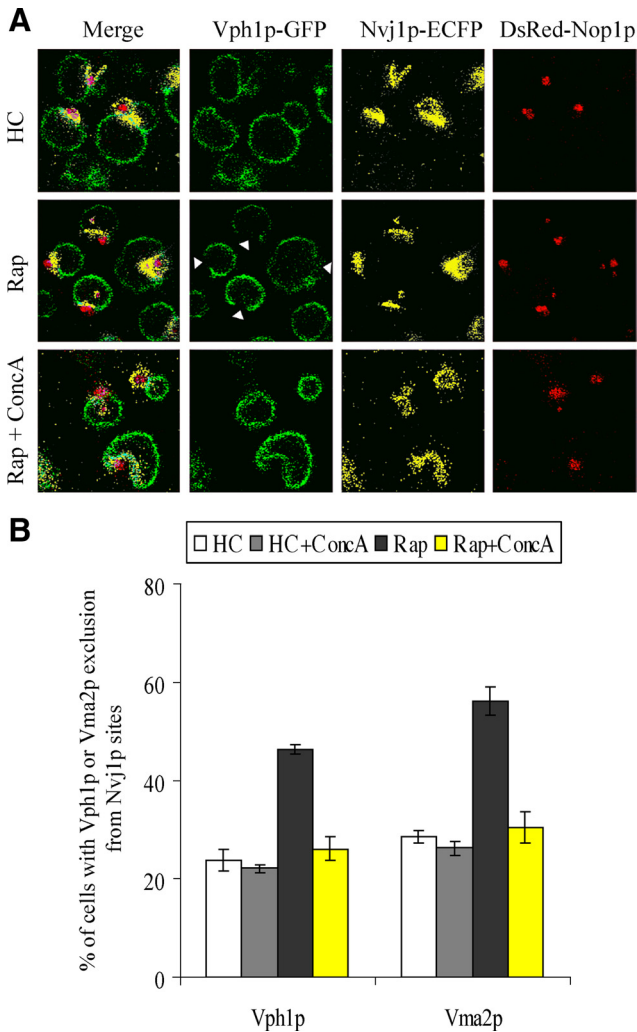 A
Merge
Vph1p-GFP
Nvj1p-ECFP
DsRed-Nop1p
HC
Rap
Rap + ConcA
B
HC
HC+ConcA
Rap
Rap+ConcA
% of cells with Vph1p or Vma2p exclusion
from Nvj1p sites
80
60
40
20
0
Vph1p
Vma2p